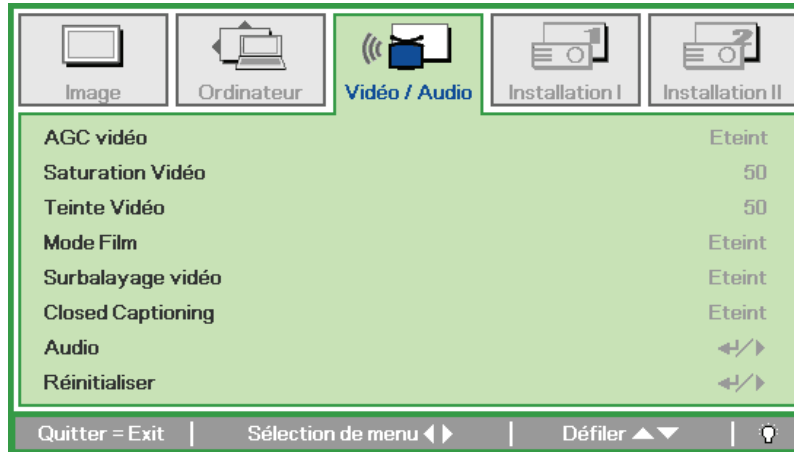 Image Ordinateur Vidéo / Audio Installation I Installation II
AGC vidéo Eteint
Saturation Vidéo 50
Teinte Vidéo 50
Mode Film Eteint
Surbalayage vidéo Eteint
Closed Captioning Eteint
Audio
Réinitialiser
Quitter = Exit | Sélection de menu | Défiler |